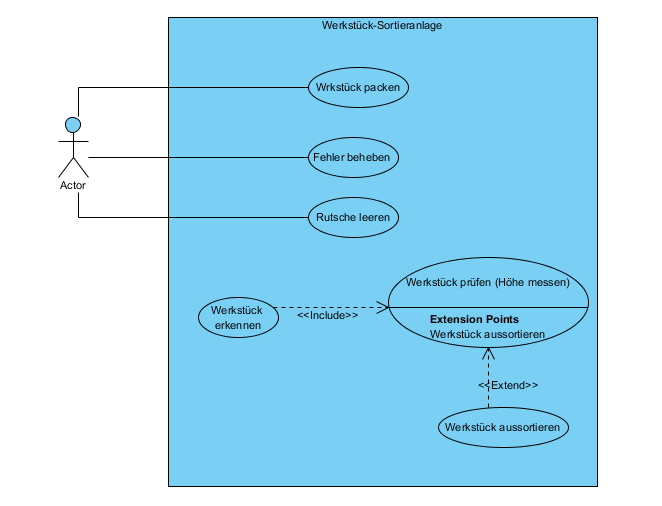 Werkstück-Sortieranlage
Wrkstück packen
Fehler beheben
Actor
Rutsche leeren
Werkstück prüfen (Höhe messen)
Werkstück
erkennen
<<Include>>
Extension Points
Werkstück aussortieren
<<Extend>>
Werkstück aussortieren